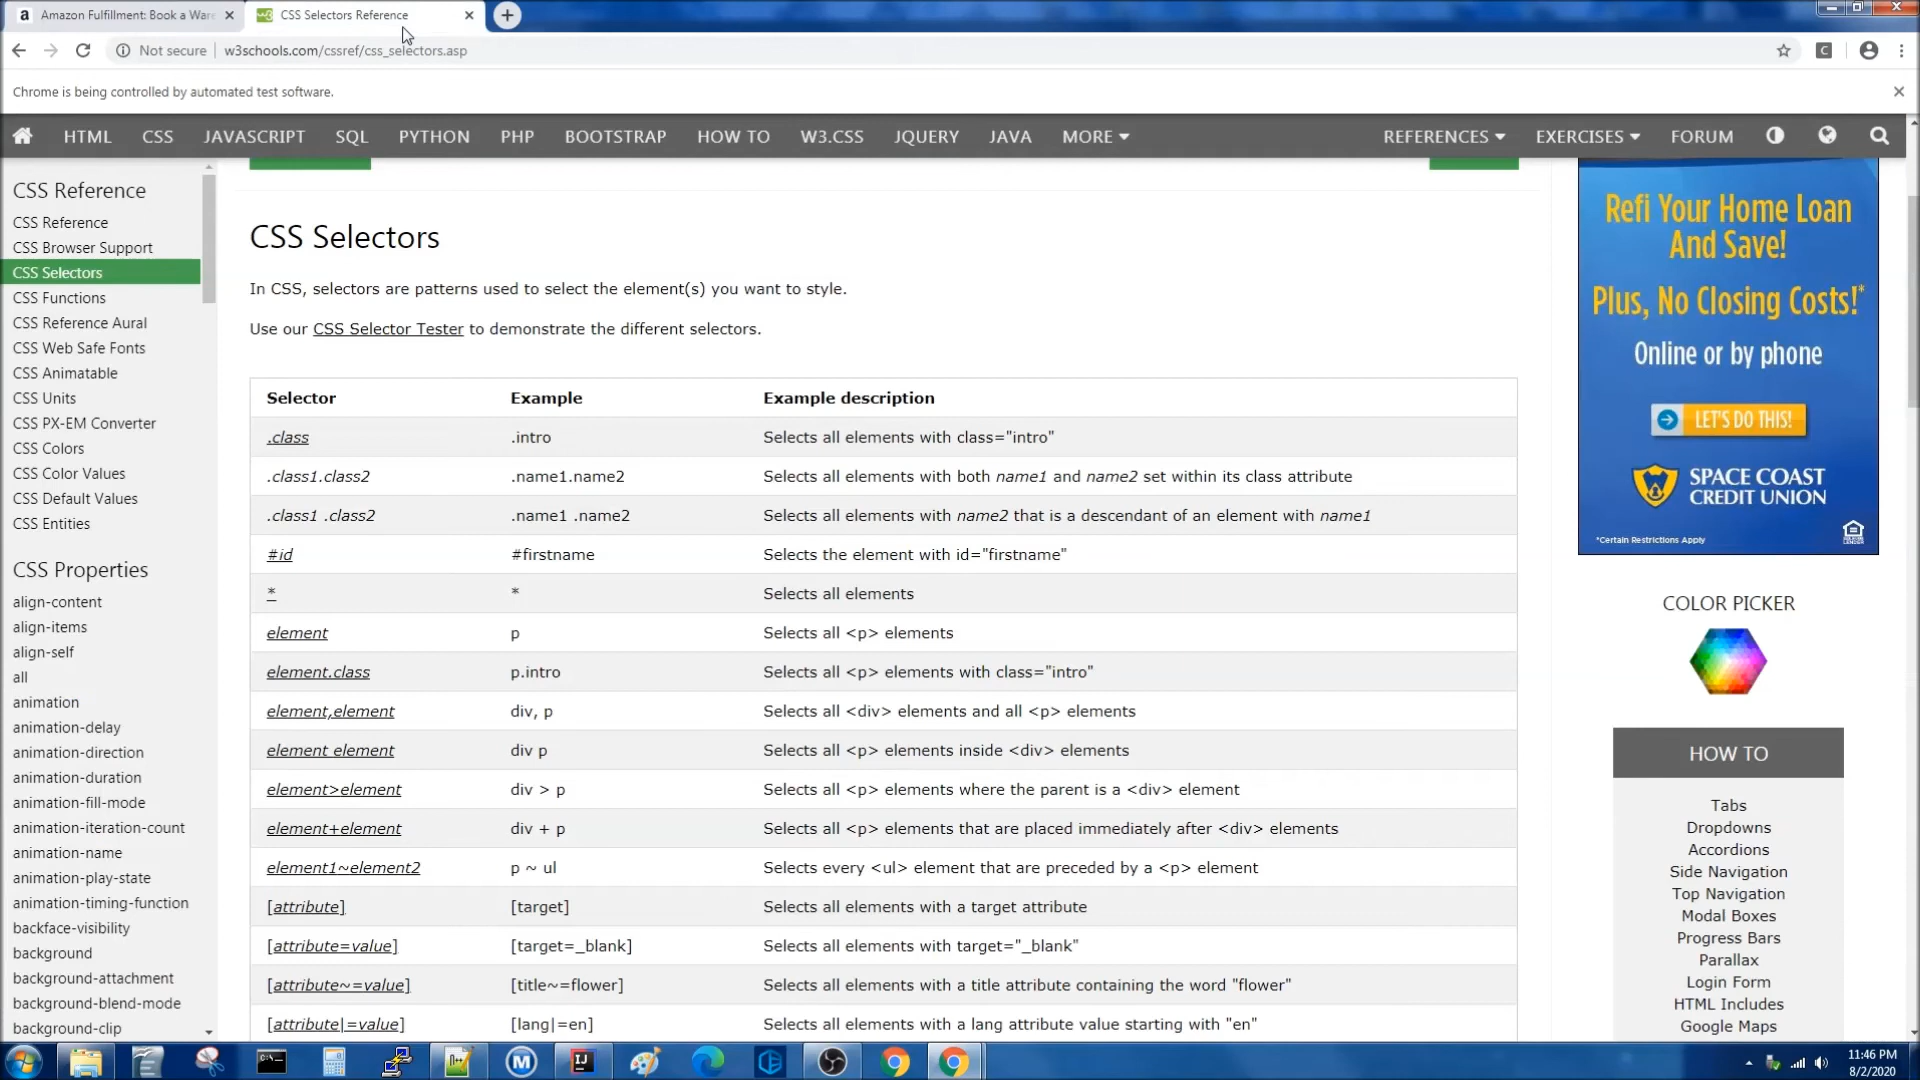 Amazon Fulfillment: Book a Ware
CSS Selectors Reference
Not secure | w3schools.com/cssref/css_selectors.asp
Chrome is being controlled by automated test software.
HTML CSS JAVASCRIPT SQL PYTHON PHP BOOTSTRAP HOW TO W3.CSS JQUERY JAVA MORE REFERENCES EXERCISES FORUM
CSS Reference
CSS Reference
CSS Browser Support
CSS Selectors
CSS Functions
CSS Reference Aural
CSS Web Safe Fonts
CSS Animatable
CSS Units
CSS PX-EM Converter
CSS Colors
CSS Color Values
CSS Default Values
CSS Entities
CSS Properties
align-content
align-items
align-self
all
animation
animation-delay
animation-direction
animation-duration
animation-fill-mode
animation-iteration-count
animation-name
animation-play-state
animation-timing-function
backface-visibility
background
background-attachment
background-blend-mode
background-clip
CSS Selectors
In CSS, selectors are patterns used to select the element(s) you want to style.
Use our CSS Selector Tester to demonstrate the different selectors.
Selector Example Example description
.class .intro Selects all elements with class="intro"
.class1.class2 .name1.name2 Selects all elements with both name1 and name2 set within its class attribute
.class1 .class2 .name1 .name2 Selects all elements with name2 that is a descendant of an element with name1
#id #firstname Selects the element with id="firstname"
* * Selects all elements
element p Selects all <p> elements
element.class p.intro Selects all <p> elements with class="intro"
element,element div, p Selects all <div> elements and all <p> elements
element element div p Selects all <p> elements inside <div> elements
element>element div > p Selects all <p> elements where the parent is a <div> element
element+element div + p Selects all <p> elements that are placed immediately after <div> elements
element1~element2 p ~ ul Selects every <ul> element that are preceded by a <p> element
[attribute] [target] Selects all elements with a target attribute
[attribute=value] [target=_blank] Selects all elements with target="_blank"
[attribute~=value] [title~=flower] Selects all elements with a title attribute containing the word "flower"
[attribute|=value] [lang|=en] Selects all elements with a lang attribute value starting with "en"
Refi Your Home Loan
And Save!
Plus, No Closing Costs!*
Online or by phone
LET'S DO THIS!
SPACE COAST
CREDIT UNION
*Certain Restrictions Apply
COLOR PICKER
HOW TO
Tabs
Dropdowns
Accordions
Side Navigation
Top Navigation
Modal Boxes
Progress Bars
Parallax
Login Form
HTML Includes
Google Maps
11:46 PM
8/2/2020